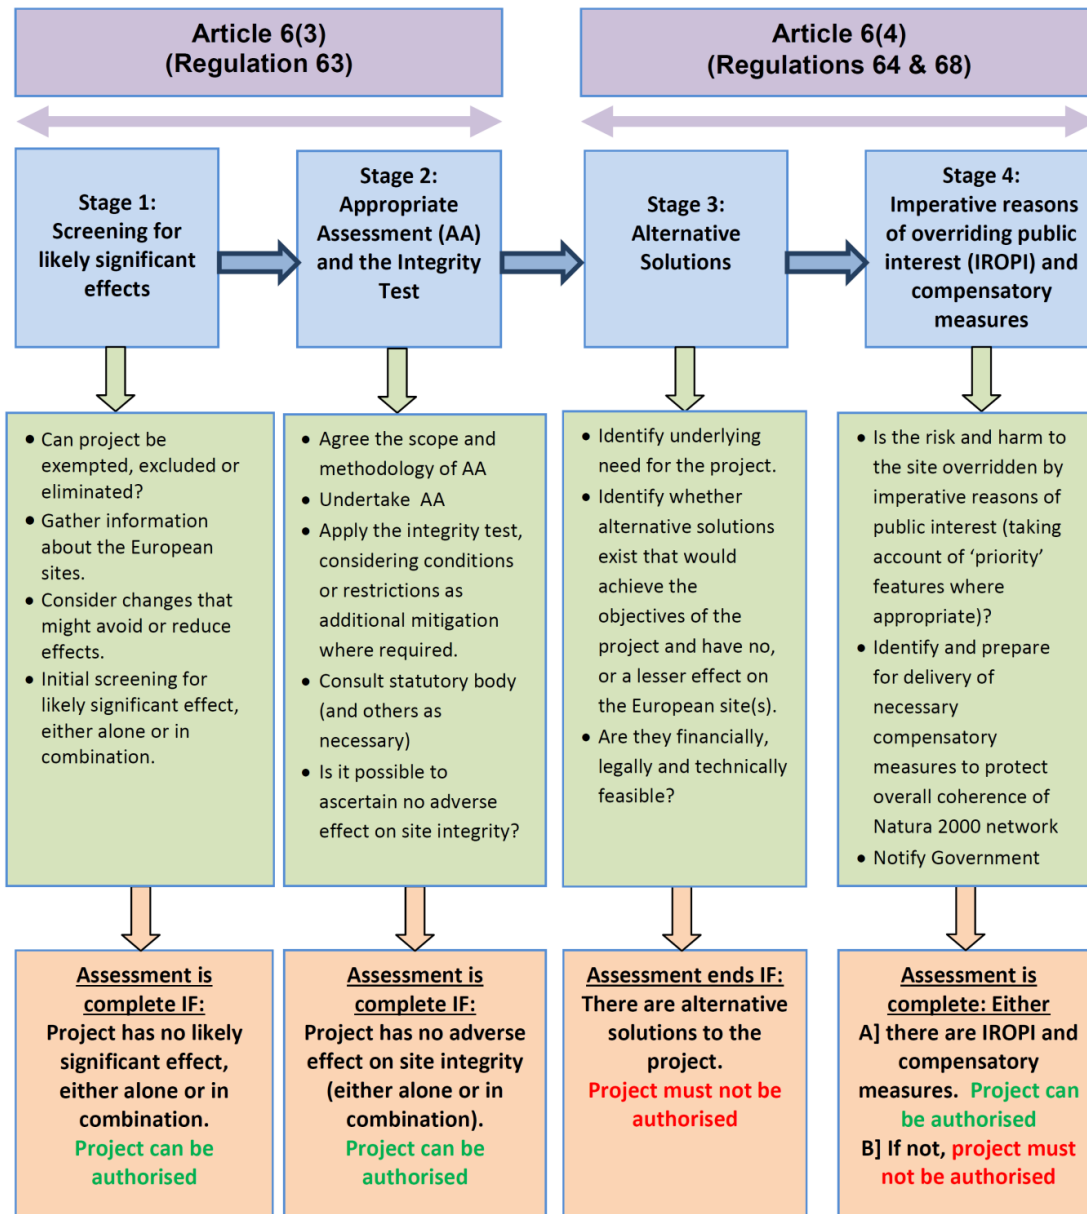 Article 6(3)
(Regulation 63)
Article 6(4)
(Regulations 64 & 68)
Stage 1:
Screening for
likely significant
effects
Stage 2:
Appropriate
Assessment (AA)
and the Integrity
Test
Stage 3:
Alternative
Solutions
Stage 4:
Imperative reasons
of overriding public
interest (IROPI) and
compensatory
measures
• Can project be
exempted, excluded or
eliminated?
• Gather information
about the European
sites.
• Consider changes that
might avoid or reduce
effects.
• Initial screening for
likely significant effect,
either alone or in
combination.
• Agree the scope and
methodology of AA
• Undertake  AA
• Apply the integrity test,
considering conditions
or restrictions as
additional mitigation
where required.
• Consult statutory body
(and others as
necessary)
• Is it possible to
ascertain no adverse
effect on site integrity?
• Identify underlying
need for the project.
• Identify whether
alternative solutions
exist that would
achieve the
objectives of the
project and have no,
or a lesser effect on
the European site(s).
• Are they financially,
legally and technically
feasible?
• Is the risk and harm to
the site overridden by
imperative reasons of
public interest (taking
account of ‘priority’
features where
appropriate)?
• Identify and prepare
for delivery of
necessary
compensatory
measures to protect
overall coherence of
Natura 2000 network
• Notify Government
Assessment is
complete IF:
Project has no likely
significant effect,
either alone or in
combination.
Project can be
authorised
Assessment is
complete IF:
Project has no adverse
effect on site integrity
(either alone or in
combination).
Project can be
authorised
Assessment ends IF:
There are alternative
solutions to the
project.
Project must not be
authorised
Assessment is
complete: Either
A] there are IROPI and
compensatory
measures.  Project can
be authorised
B] If not, project must
not be authorised